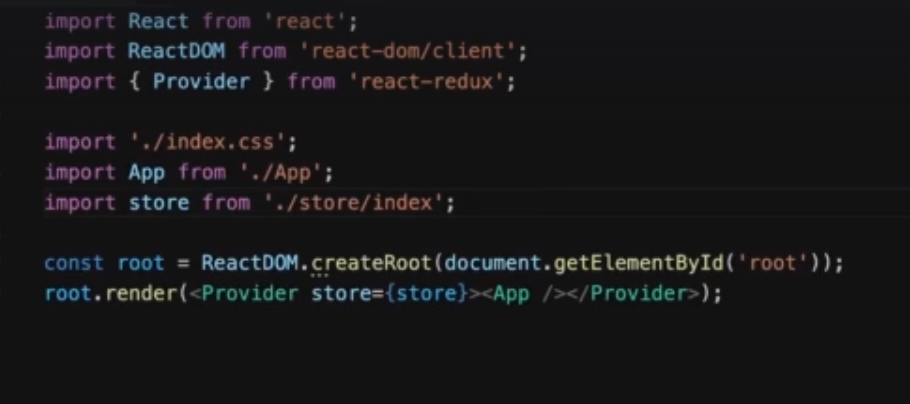 import React from 'react';
import ReactDOM from 'react-dom/client';
import { Provider } from 'react-redux';
import './index.css';
import App from './App';
import store from './store/index';
const root = ReactDOM.createRoot(document.getElementById('root'));
root.render(<Provider store={store}><App /></Provider>);